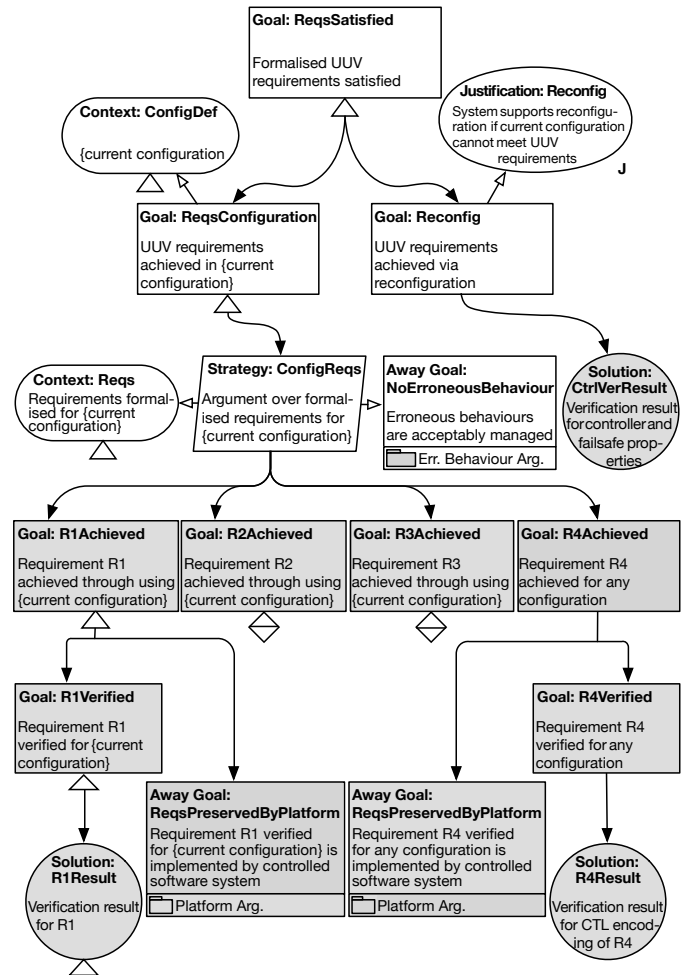 Goal: ReqsSatisfied
Formalised UUV
requirements satisfied
Justification: Reconfig
System supports reconfigu-
ration if current configuration
cannot meet UUV
requirements
J
Context: ConfigDef
{current configuration
Goal: ReqsConfiguration
UUV requirements
achieved in {current
configuration}
Goal: Reconfig
UUV requirements
achieved via
reconfiguration
Context: Reqs
Requirements formal-
ised for {current
configuration}
Strategy: ConfigReqs
Argument over formal-
ised requirements for
{current configuration}
Away Goal:
NoErroneousBehaviour
Erroneous behaviours
are acceptably managed
Err. Behaviour Arg.
Solution:
CtrlVerResult
Verification result
for controller and
failsafe prop-
erties
Goal: R1Achieved
Requirement R1
achieved through using
{current configuration}
Goal: R2Achieved
Requirement R2
achieved through using
{current configuration}
Goal: R3Achieved
Requirement R3
achieved through using
{current configuration}
Goal: R4Achieved
Requirement R4
achieved for any
configuration
Goal: R1Verified
Requirement R1
verified for {current
configuration}
Goal: R4Verified
Requirement R4
verified for any
configuration
Away Goal:
ReqsPreservedByPlatform
Requirement R1 verified
for {current configuration} is
implemented by controlled
software system
Platform Arg.
Away Goal:
ReqsPreservedByPlatform
Requirement R4 verified
for any configuration is
implemented by controlled
software system
Platform Arg.
Solution:
R1Result
Verification result
for R1
Solution:
R4Result
Verification result
for CTL encod-
ing of R4